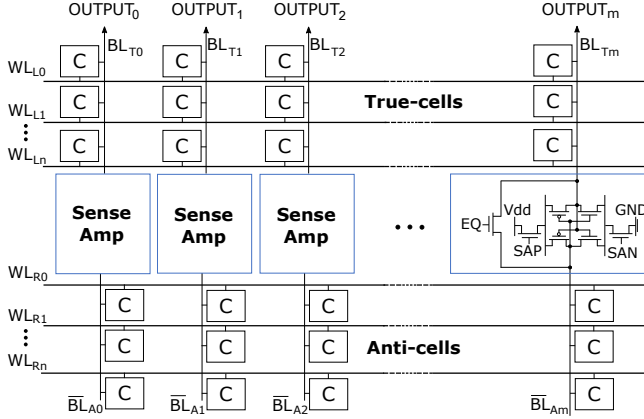 OUTPUT0 OUTPUT1 OUTPUT2 OUTPUTm
BLT0 BLT1 BLT2 BLTm
C C C C
WLL0
C C C C
True-cells
WLL1
C C C C
WLLn
Sense Amp Sense Amp Sense Amp
Vdd GND
EQ
SAP SAN
WLR0
C C C C
WLR1
C C C C
Anti-cells
WLRn
C C C C
BLA0 BLA1 BLA2 BLAm